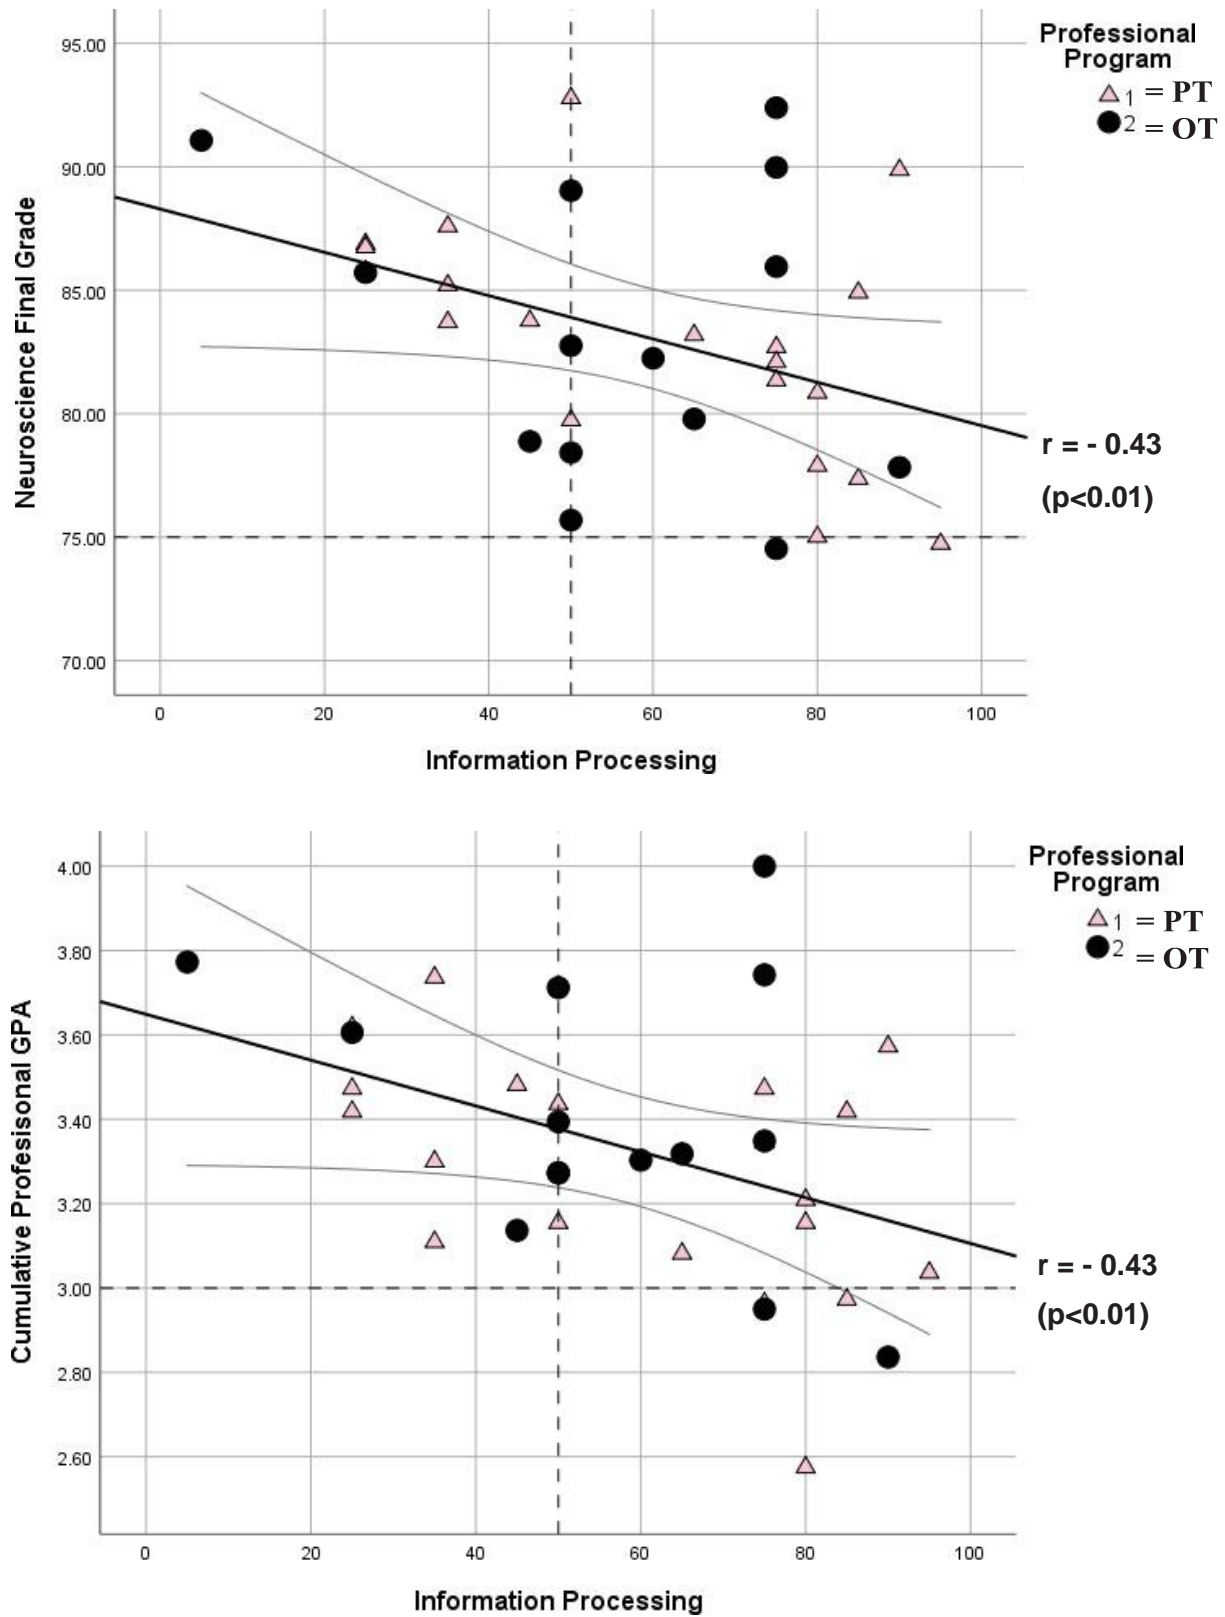 95.00
90.00
85.00
80.00
75.00
70.00
Neuroscience Final Grade
0 20 40 60 80 100
Information Processing
Professional
Program
1 = PT
2 = OT
r = - 0.43
(p<0.01)
4.00
3.80
3.60
3.40
3.20
3.00
2.80
2.60
Cumulative Profesisonal GPA
0 20 40 60 80 100
Information Processing
Professional
Program
1 = PT
2 = OT
r = - 0.43
(p<0.01)